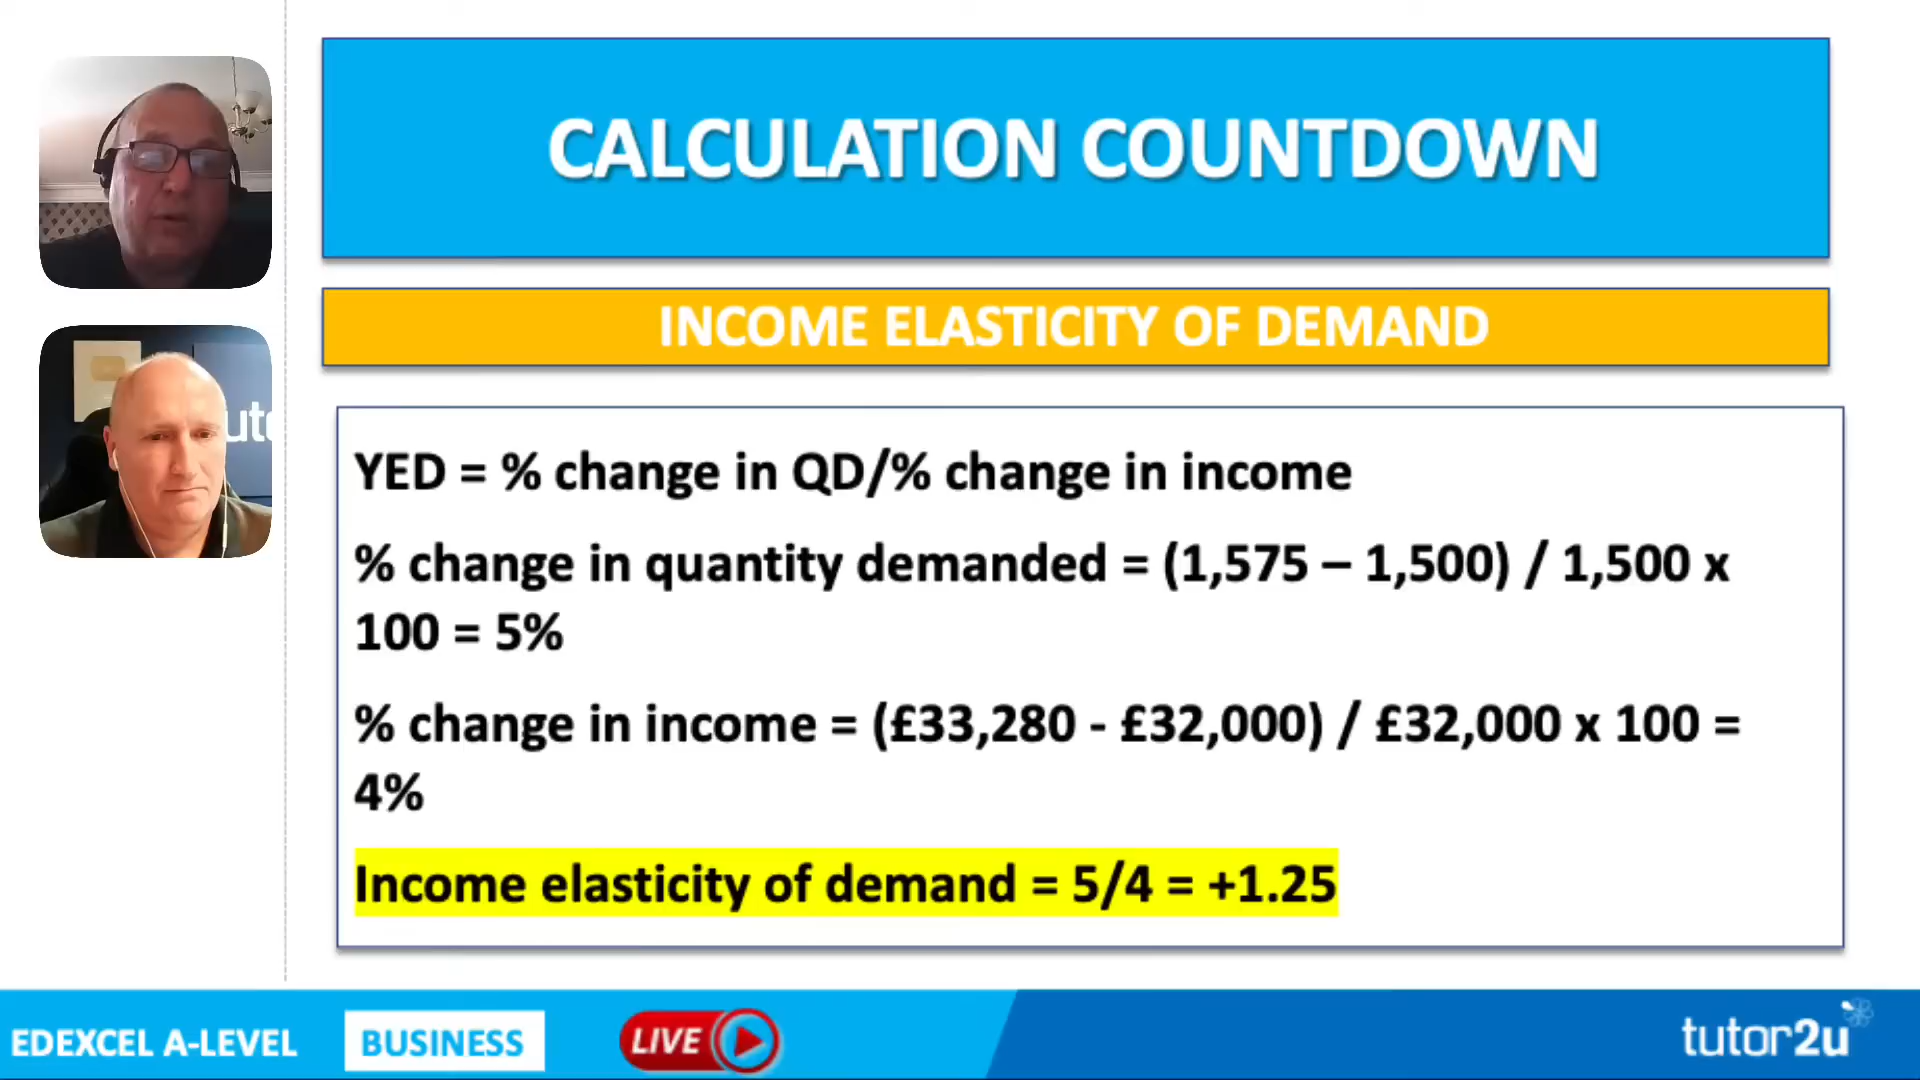 CALCULATION COUNTDOWN
INCOME ELASTICITY OF DEMAND
YED = % change in QD/% change in income
% change in quantity demanded = (1,575 – 1,500) / 1,500 x
100 = 5%
% change in income = (£33,280 - £32,000) / £32,000 x 100 =
4%
Income elasticity of demand = 5/4 = +1.25
EDEXCEL A-LEVEL BUSINESS LIVE
tutor2u